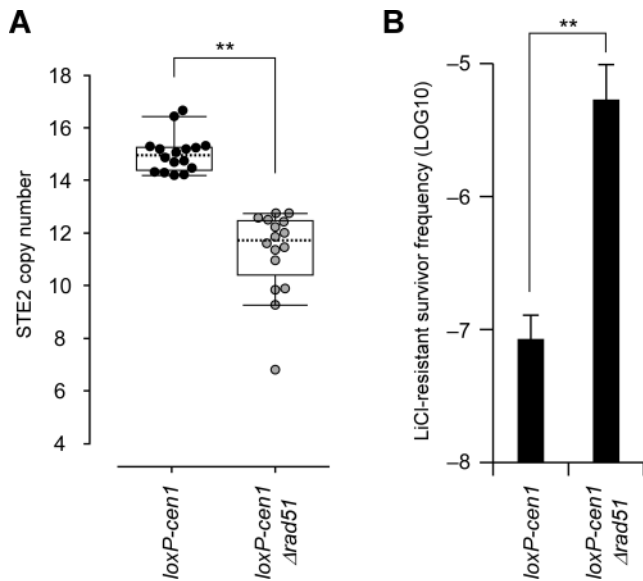 A
**
STE2 copy number
18
16
14
12
10
8
6
4
loxP-cen1
loxP-cen1
Δrad51
B
**
LiCl-resistant survivor frequency (LOG10)
–5
–6
–7
–8
loxP-cen1
loxP-cen1
Δrad51